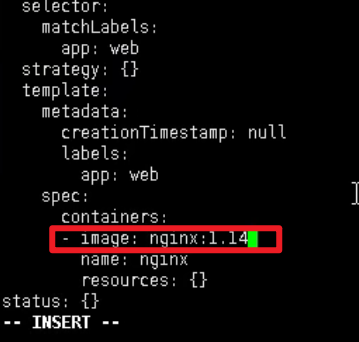 selector:
matchLabels:
app: web
strategy: {}
template:
metadata:
creationTimestamp: null
labels:
app: web
spec:
containers:
- image: nginx:1.14
name: nginx
resources: {}
status: {}
-- INSERT --